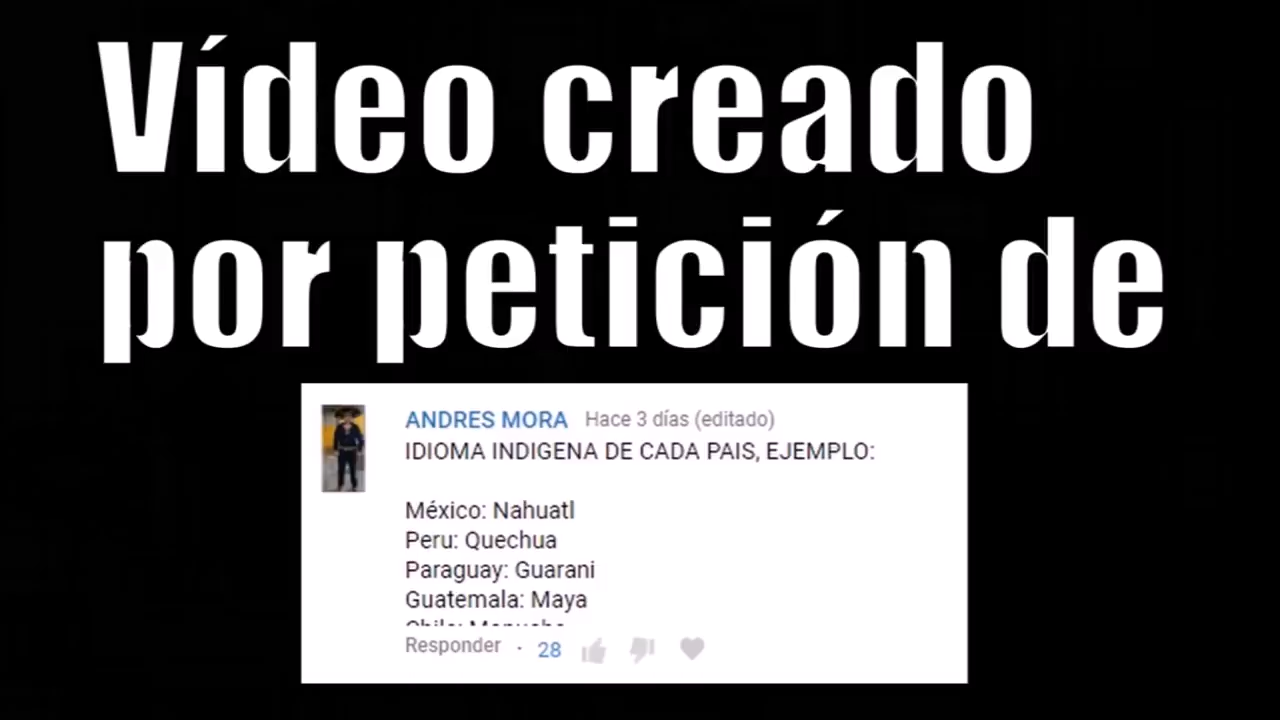 Vídeo creado
por petición de
ANDRES MORA Hace 3 días (editado)
IDIOMA INDIGENA DE CADA PAIS, EJEMPLO:
México: Nahuatl
Peru: Quechua
Paraguay: Guarani
Guatemala: Maya
Responder · 28